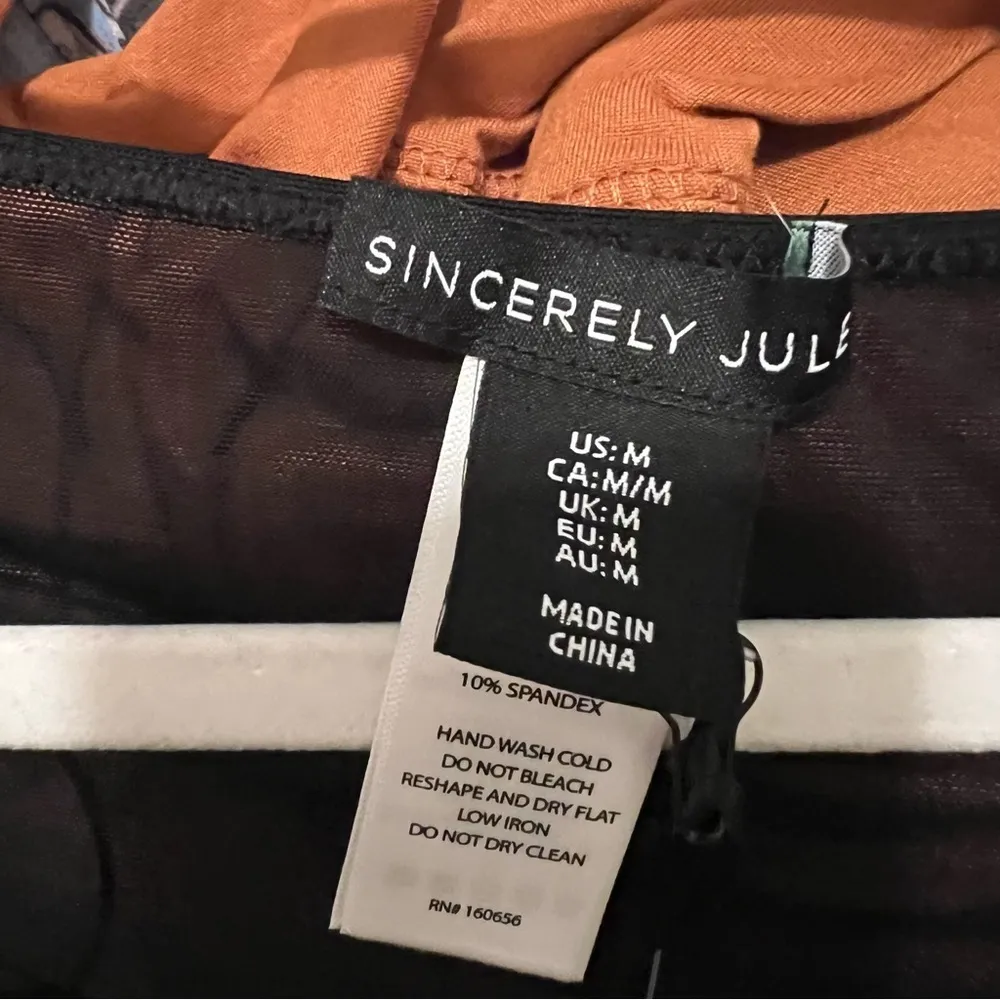 SINCERELY JULE
US: M
CA: M/M
UK: M
EU: M
AU: M
MADE IN
CHINA
10% SPANDEX
HAND WASH COLD
DO NOT BLEACH
RESHAPE AND DRY FLAT
LOW IRON
DO NOT DRY CLEAN
RN# 160656